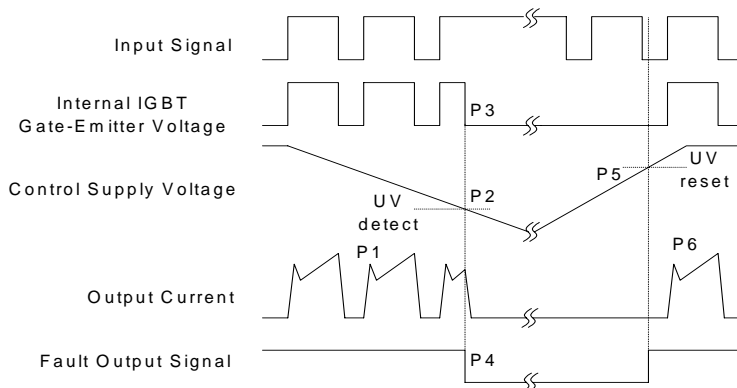 Input Signal
Internal IGBT
Gate-Emitter Voltage
P3
Control Supply Voltage
UV
detect
P2
P5
UV
reset
Output Current
P1
P6
Fault Output Signal
P4